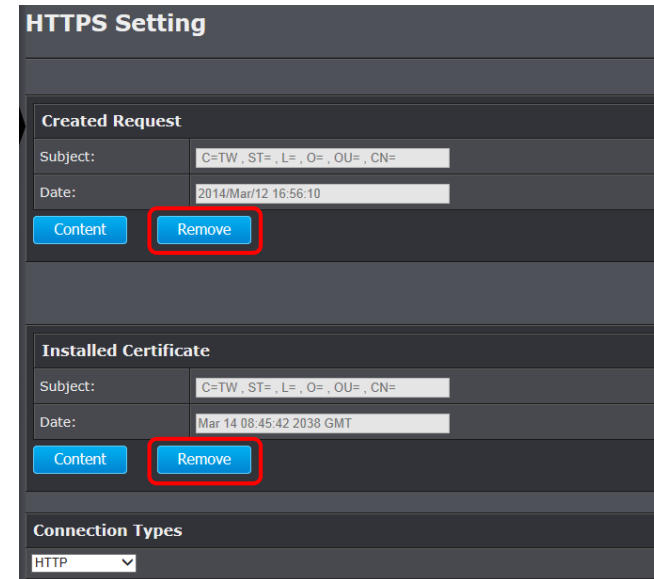 HTTPS Setting
Created Request
Subject: C=TW , ST= , L= , O= , OU= , CN=
Date: 2014/Mar/12 16:56:10
Content Remove
Installed Certificate
Subject: C=TW , ST= , L= , O= , OU= , CN=
Date: Mar 14 08:45:42 2038 GMT
Content Remove
Connection Types
HTTP